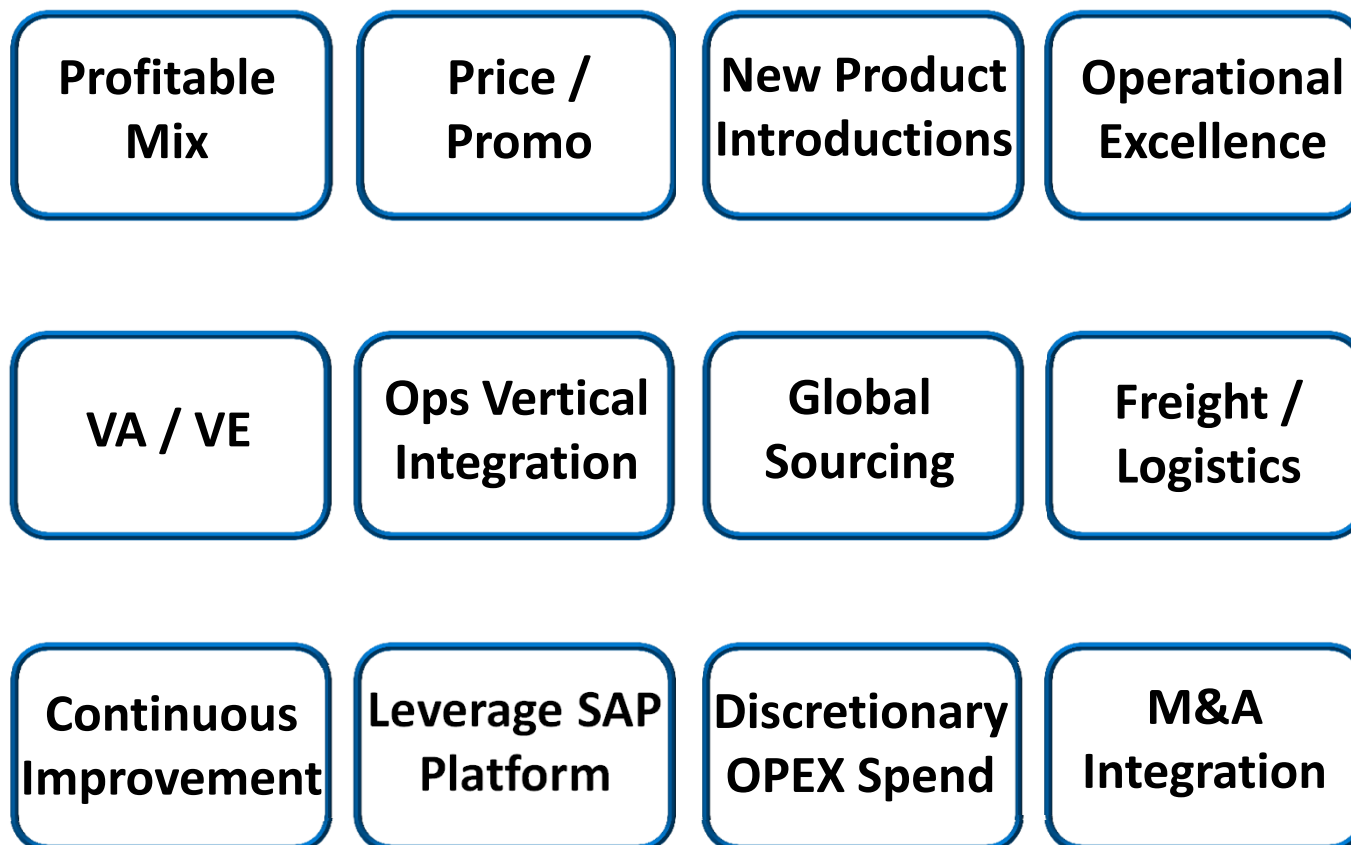 Profitable
Mix
Price /
Promo
New Product
Introductions
Operational
Excellence
VA / VE
Ops Vertical
Integration
Global
Sourcing
Freight /
Logistics
Continuous
Improvement
Leverage SAP
Platform
Discretionary
OPEX Spend
M&A
Integration